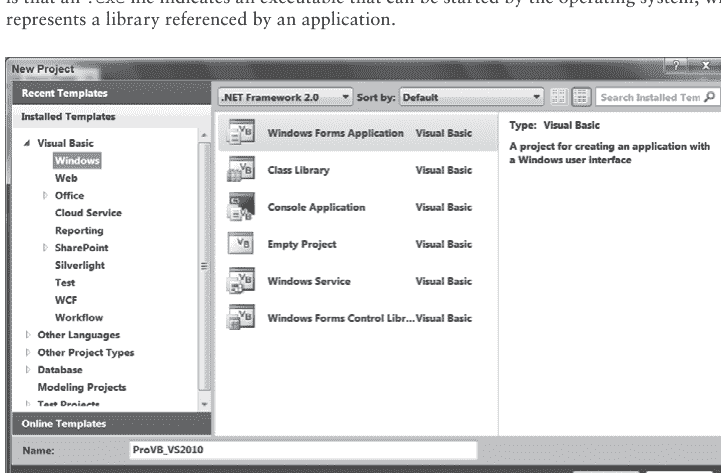 is that an .exe file indicates an executable that can be started by the operating system,
represents a library referenced by an application.
New Project
Recent Templates
.NET Framework 2.0 Sort by: Default Search Installed Tem
Installed Templates
Visual Basic
Windows
Web
Office
Cloud Service
Reporting
SharePoint
Silverlight
Test
WCF
Workflow
Other Languages
Other Project Types
Database
Modeling Projects
Test Projects
Online Templates
Windows Forms Application Visual Basic
Class Library Visual Basic
Console Application Visual Basic
Empty Project Visual Basic
Windows Service Visual Basic
Windows Forms Control Libr... Visual Basic
Type: Visual Basic
A project for creating an application with
a Windows user interface
Name: ProVB_VS2010